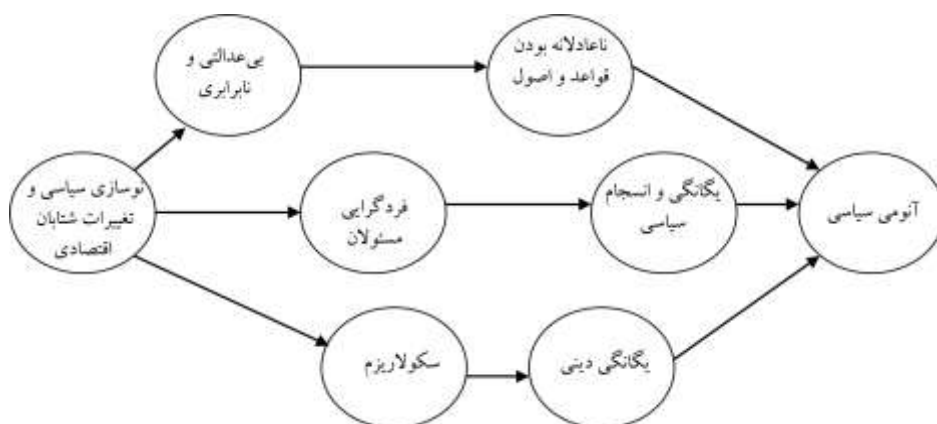 ناعادلانه بودن
قواعد و اصول
بی‌عدالتی و
نابرابری
نوسازی سیاسی و
تغییرات شتابان
اقتصادی
فردگرایی
مسئولان
یگانگی و انسجام
سیاسی
آنومی سیاسی
سکولاریزم
یگانگی دینی